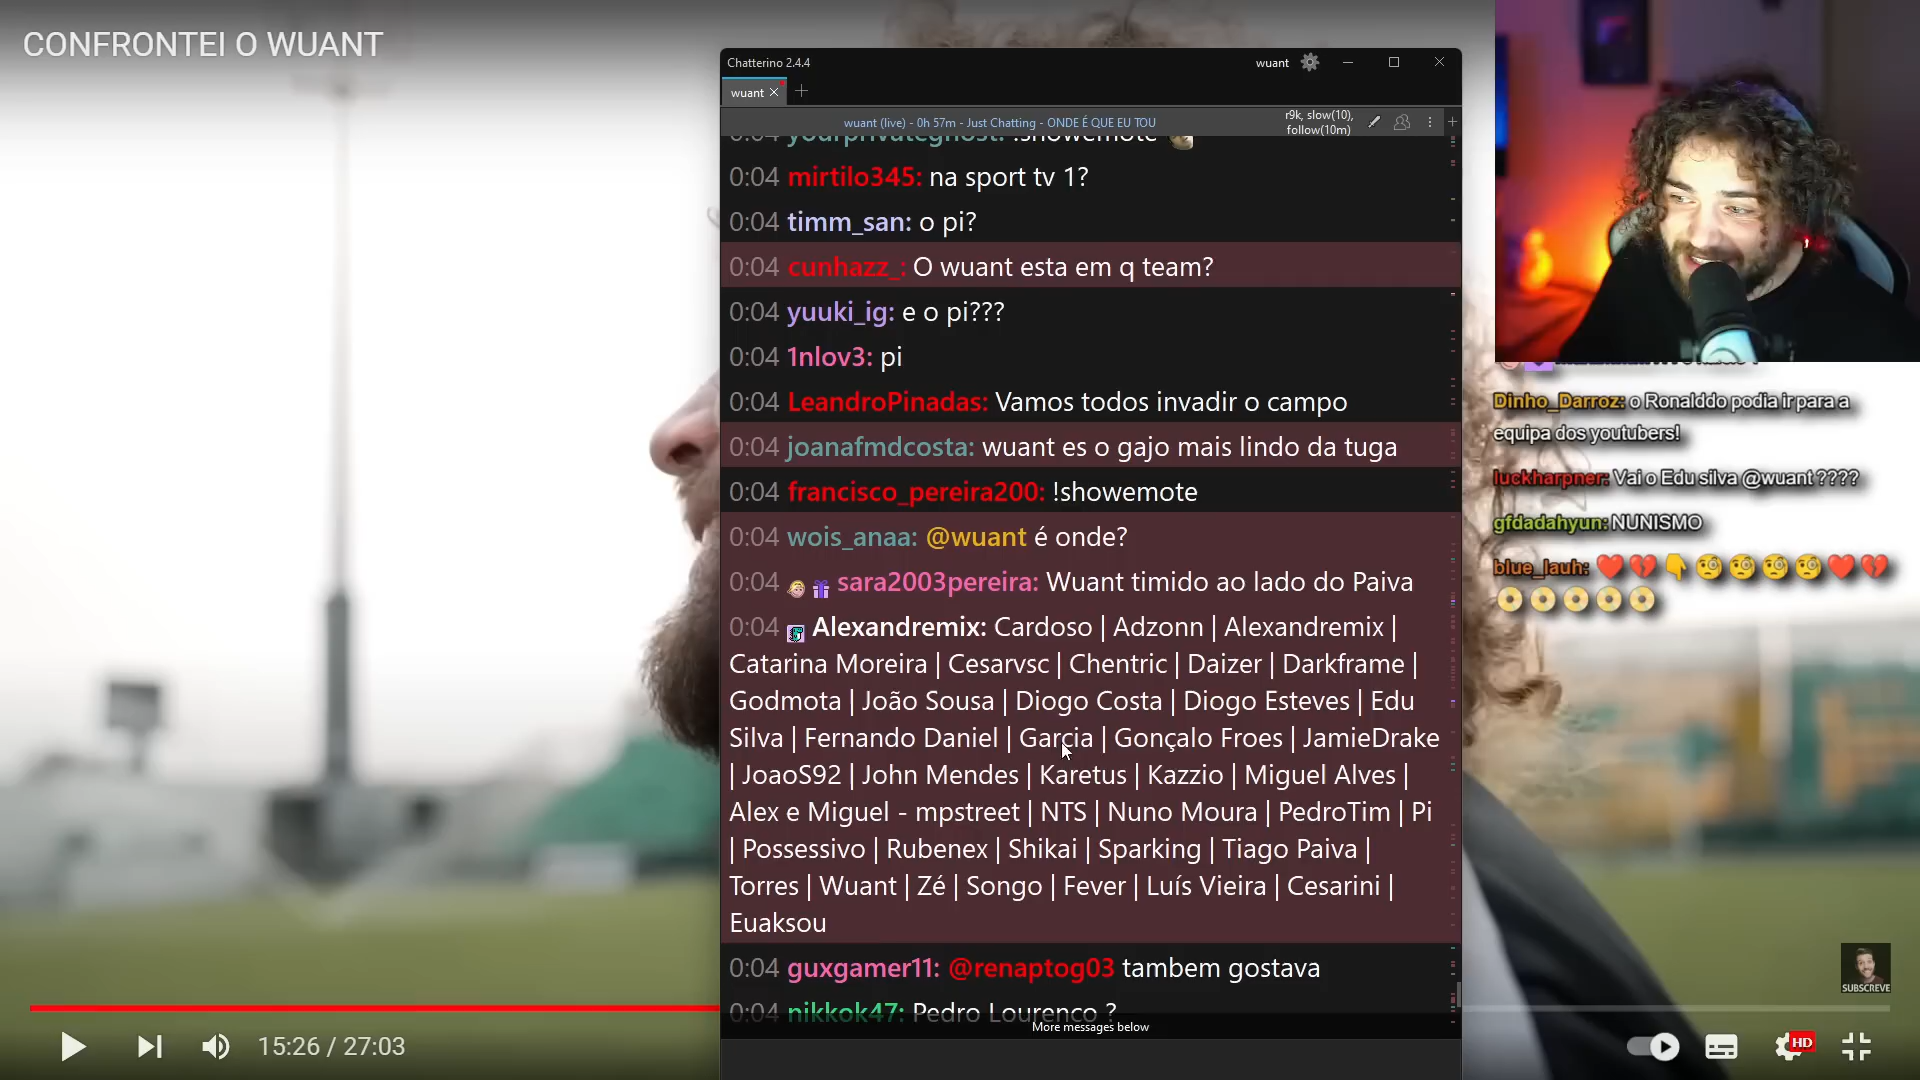 CONFRONTEI O WUANT
Chatterino 2.4.4
wuant
wuant
wuant (live) - 0h 57m - Just Chatting - ONDE É QUE EU TOU
r9k, slow(10),
follow(10m)
0:04 yourprivateghost: !showemote
0:04 mirtilo345: na sport tv 1?
0:04 timm_san: o pi?
0:04 cunhazz_: O wuant esta em q team?
0:04 yuuki_ig: e o pi???
0:04 1nlov3: pi
0:04 LeandroPinadas: Vamos todos invadir o campo
0:04 joanafmdcosta: wuant es o gajo mais lindo da tuga
0:04 francisco_pereira200: !showemote
0:04 wois_anaa: @wuant é onde?
0:04 sara2003pereira: Wuant timido ao lado do Paiva
0:04 Alexandremix: Cardoso | Adzonn | Alexandremix |
Catarina Moreira | Cesarvsc | Chentric | Daizer | Darkframe |
Godmota | João Sousa | Diogo Costa | Diogo Esteves | Edu
Silva | Fernando Daniel | Garcia | Gonçalo Froes | JamieDrake
| JoaoS92 | John Mendes | Karetus | Kazzio | Miguel Alves |
Alex e Miguel - mpstreet | NTS | Nuno Moura | PedroTim | Pi
| Possessivo | Rubenex | Shikai | Sparking | Tiago Paiva |
Torres | Wuant | Zé | Songo | Fever | Luís Vieira | Cesarini |
Euaksou
0:04 guxgamer11: @renaptog03 tambem gostava
0:04 nikkok47: Pedro Lourenço ?
More messages below
Dinho_Darroz: o Ronalddo podia ir para a
equipa dos youtubers!
luckharpner: Vai o Edu silva @wuant ????
gfdadahyun: NUNISMO
blue_lauh: ❤️💔👇🧐🧐🧐🧐❤️💔
📀📀📀📀📀
SUBSCREVE
15:26 / 27:03
HD